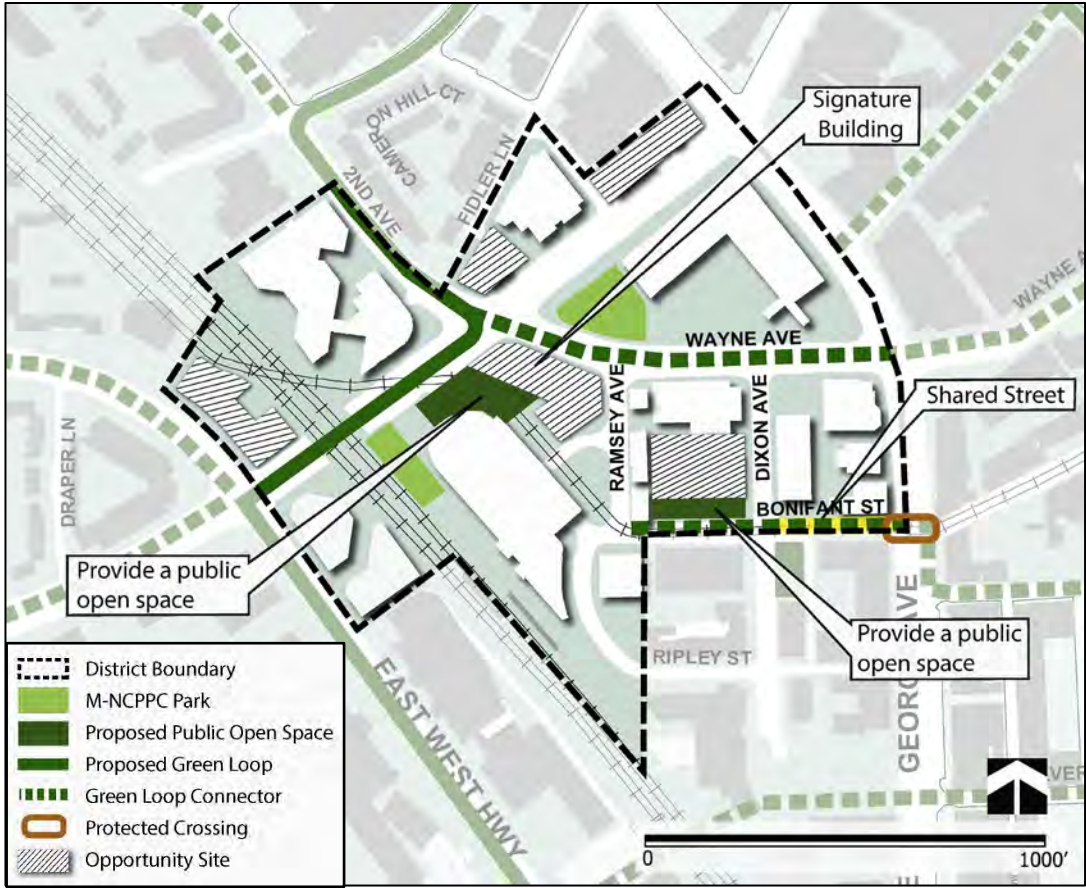 Signature
Building
CAMERON HILL CT
FIDLER LN
2ND AVE
WAYNE A
WAYNE AVE
Shared Street
RAMSEY AVE
DIXON AVE
DRAPER LN
BONIFANT ST
Provide a public
open space
GEORGIA AVE
Provide a public
open space
RIPLEY ST
EAST WEST HWY
VER
District Boundary
M-NCPPC Park
Proposed Public Open Space
Proposed Green Loop
Green Loop Connector
Protected Crossing
Opportunity Site
0
1000'